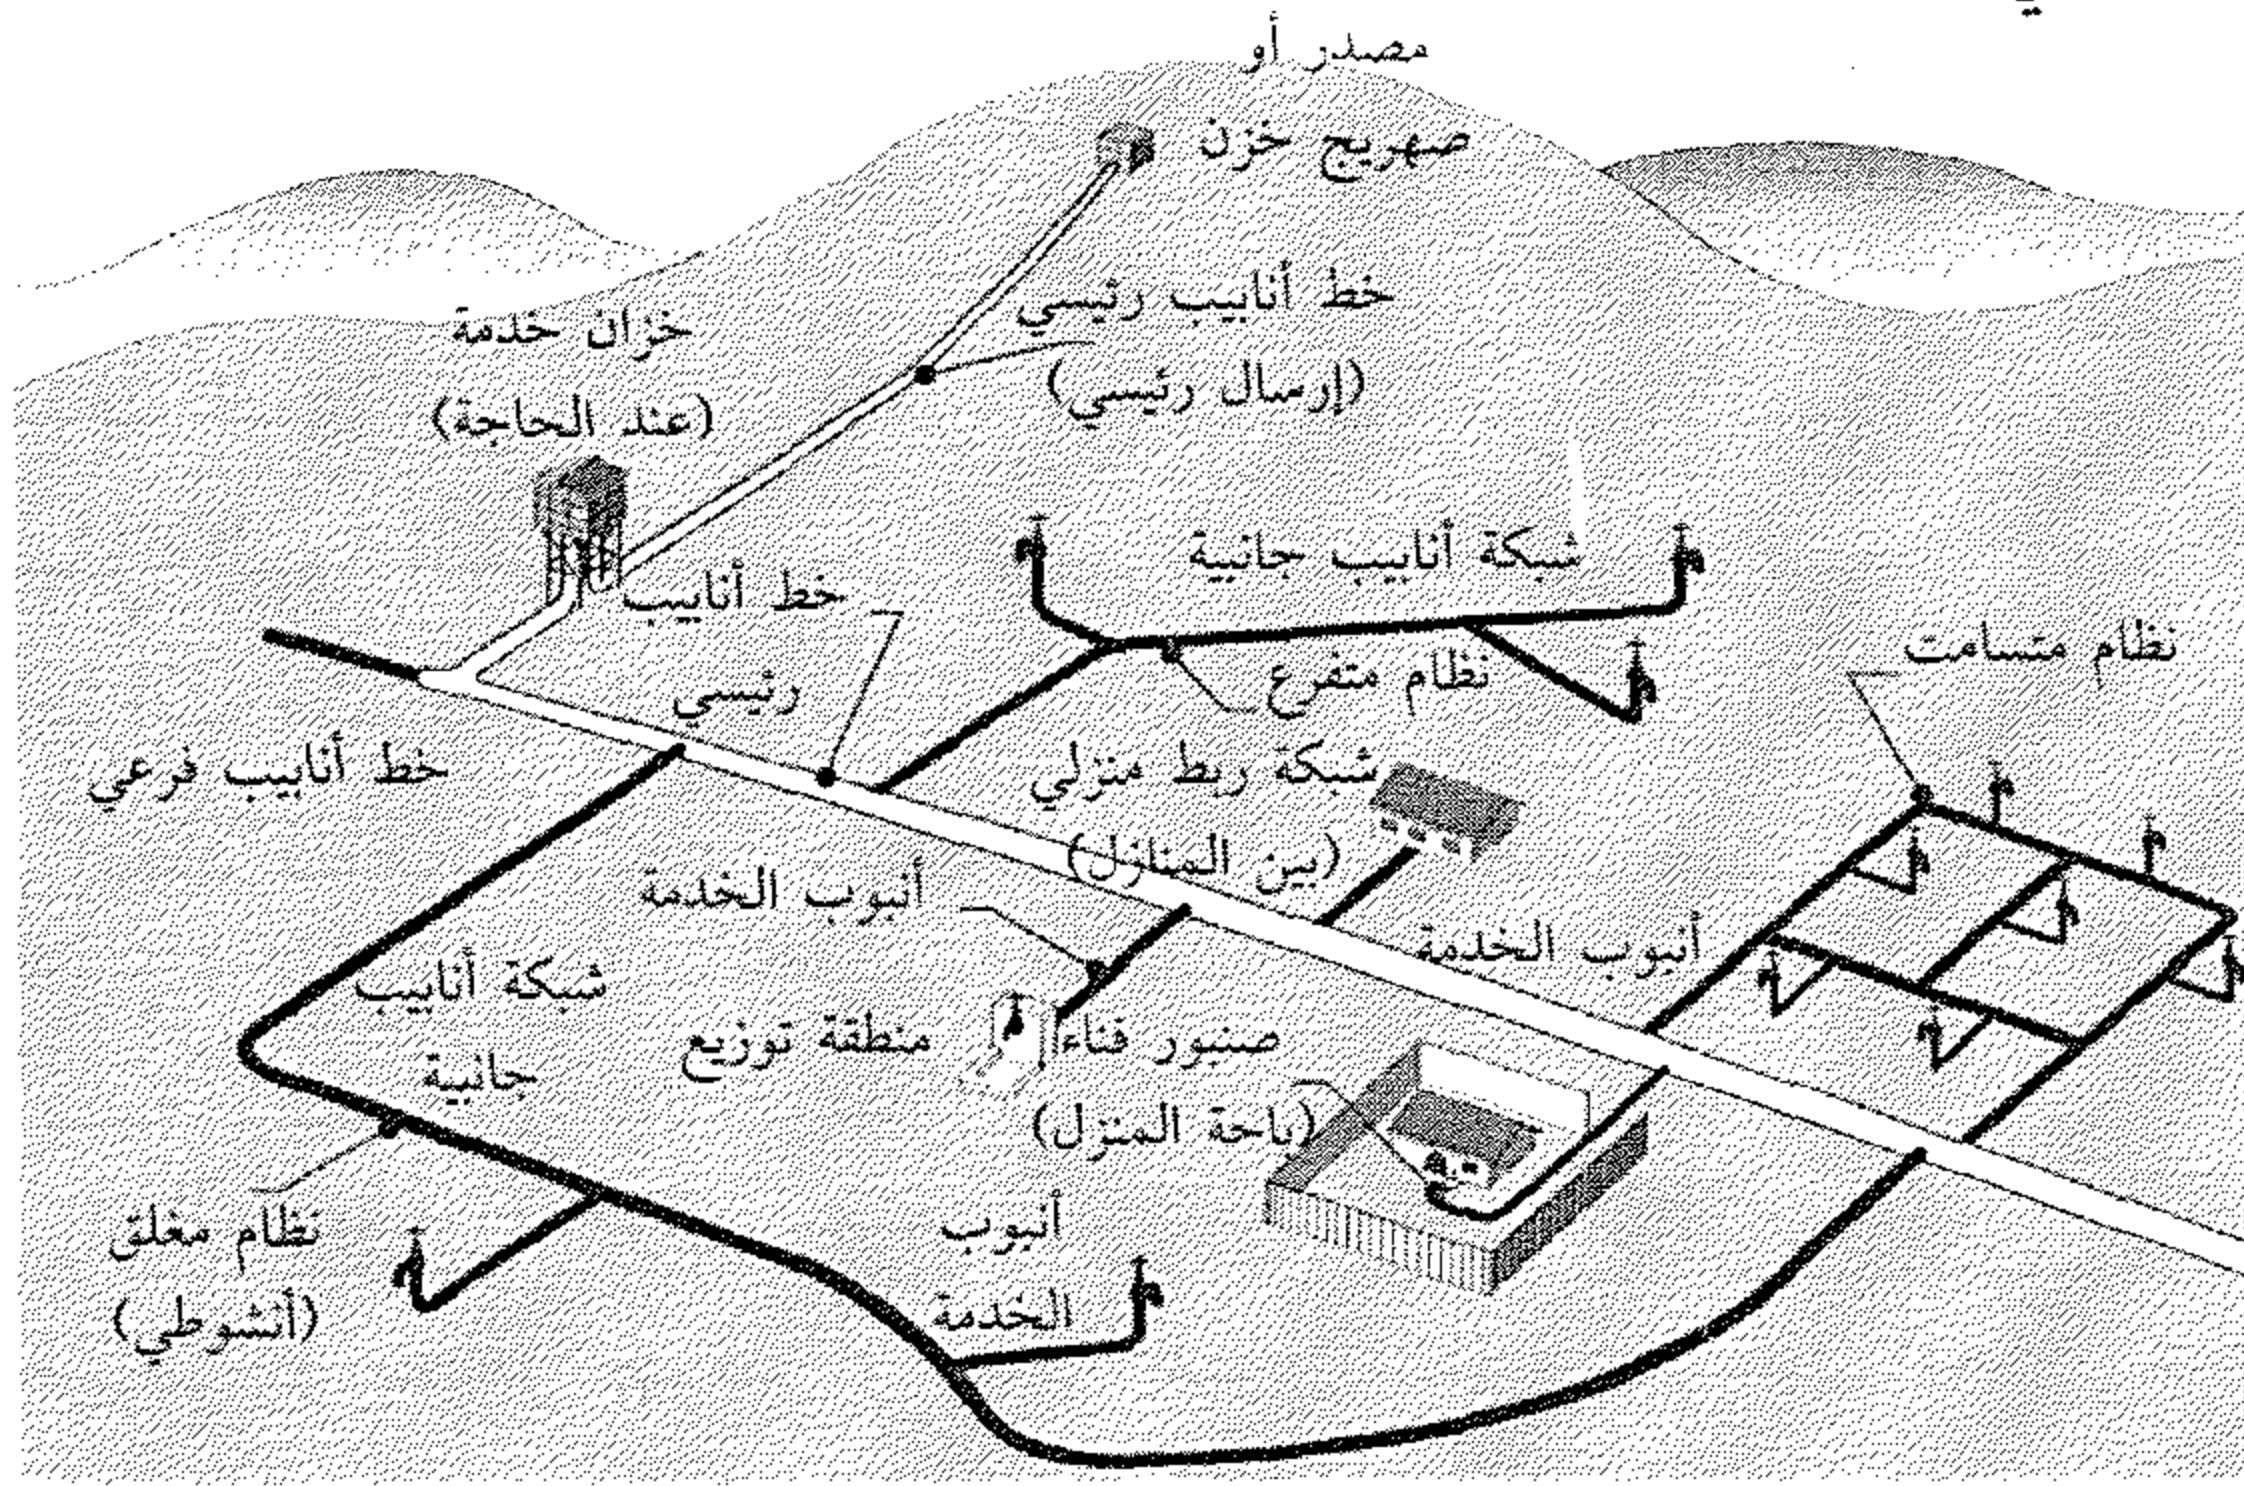 مصدر أو
صهريج خزن
خط أنابيب رئيسي
(إرسال رئيسي)
خزان خدمة
(عند الحاجة)
شبكة أنابيب جانبية
خط أنابيب
رئيسي
نظام متفرع
نظام متسامت
خط أنابيب فرعي
شبكة ربط منزلي
(بين المنازل)
أنبوب الخدمة
أنبوب الخدمة
شبكة أنابيب
جانبية
صنبور فناء
(باحة المنزل)
منطقة توزيع
نظام مغلق
(أنشوطي)
أنبوب
الخدمة